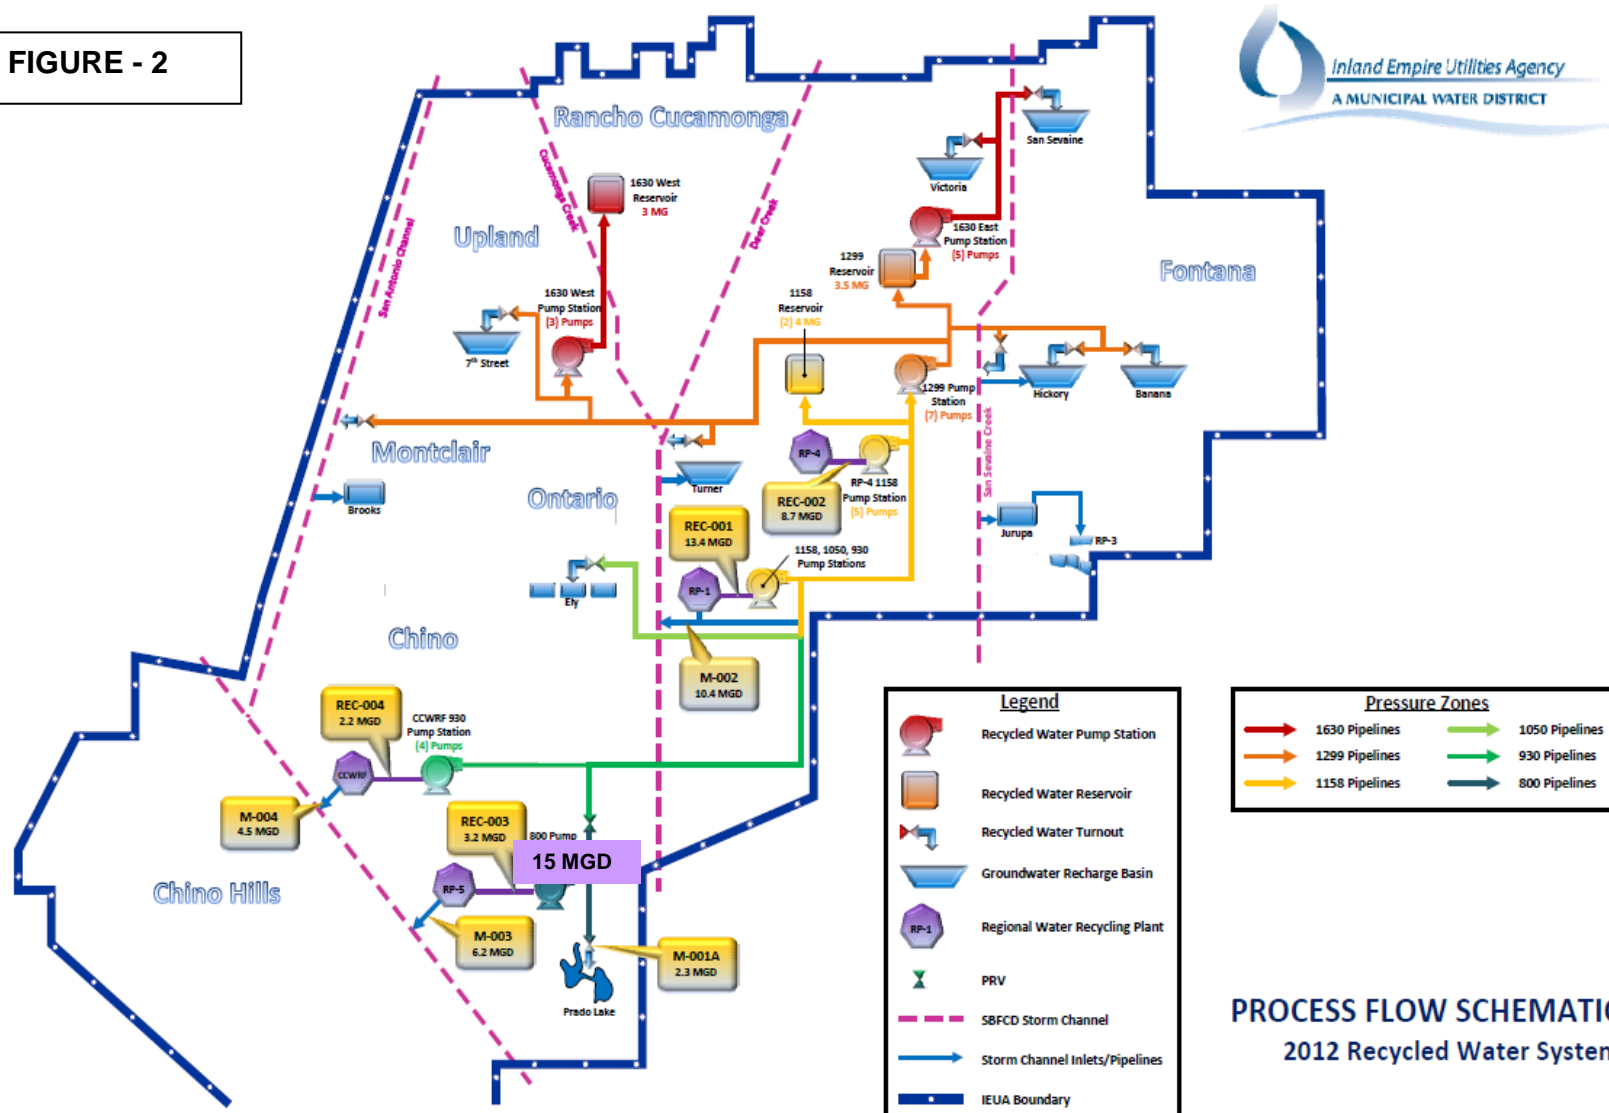 FIGURE - 2
Inland Empire Utilities Agency
A MUNICIPAL WATER DISTRICT
Rancho Cucamonga
San Sevaine
Victoria
1630 West
Reservoir
3 MG
Cucamonga Creek
Deer Creek
San Antonio Channel
Upland
1630 East
Pump Station
(5) Pumps
1299
Reservoir
3.5 MG
Fontana
1630 West
Pump Station
(3) Pumps
1158
Reservoir
(2) 4 MG
7th Street
1299 Pump
Station
(7) Pumps
Hickory
Banana
Montclair
RP-4
Turner
San Sevaine Creek
Brooks
Ontario
REC-002
8.7 MGD
RP-4 1158
Pump Station
(5) Pumps
REC-001
13.4 MGD
Jurupa
RP-3
1158, 1050, 930
Pump Stations
RP-1
Ely
Chino
M-002
10.4 MGD
REC-004
2.2 MGD
CCWRF 930
Pump Station
(4) Pumps
CCWRF
M-004
4.5 MGD
REC-003
3.2 MGD
800 Pump
15 MGD
RP-5
Chino Hills
M-003
6.2 MGD
M-001A
2.3 MGD
Prado Lake
Legend
Recycled Water Pump Station
Recycled Water Reservoir
Recycled Water Turnout
Groundwater Recharge Basin
RP-1
Regional Water Recycling Plant
PRV
SBFCD Storm Channel
Storm Channel Inlets/Pipelines
IEUA Boundary
Pressure Zones
1630 Pipelines
1050 Pipelines
1299 Pipelines
930 Pipelines
1158 Pipelines
800 Pipelines
PROCESS FLOW SCHEMATI
2012 Recycled Water System